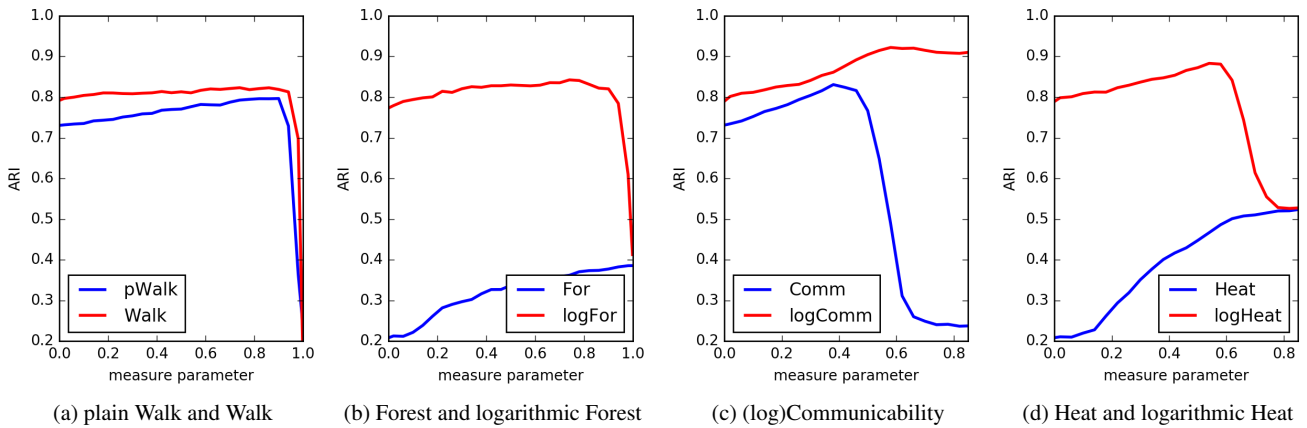 1.0
0.9
0.8
0.7
0.6
0.5
0.4
0.3
0.2
ARI
pWalk
Walk
0.0 0.2 0.4 0.6 0.8 1.0
measure parameter
(a) plain Walk and Walk
1.0
0.9
0.8
0.7
0.6
0.5
0.4
0.3
0.2
ARI
For
logFor
0.0 0.2 0.4 0.6 0.8 1.0
measure parameter
(b) Forest and logarithmic Forest
1.0
0.9
0.8
0.7
0.6
0.5
0.4
0.3
0.2
ARI
Comm
logComm
0.0 0.2 0.4 0.6 0.8
measure parameter
(c) (log)Communicability
1.0
0.9
0.8
0.7
0.6
0.5
0.4
0.3
0.2
ARI
Heat
logHeat
0.0 0.2 0.4 0.6 0.8
measure parameter
(d) Heat and logarithmic Heat